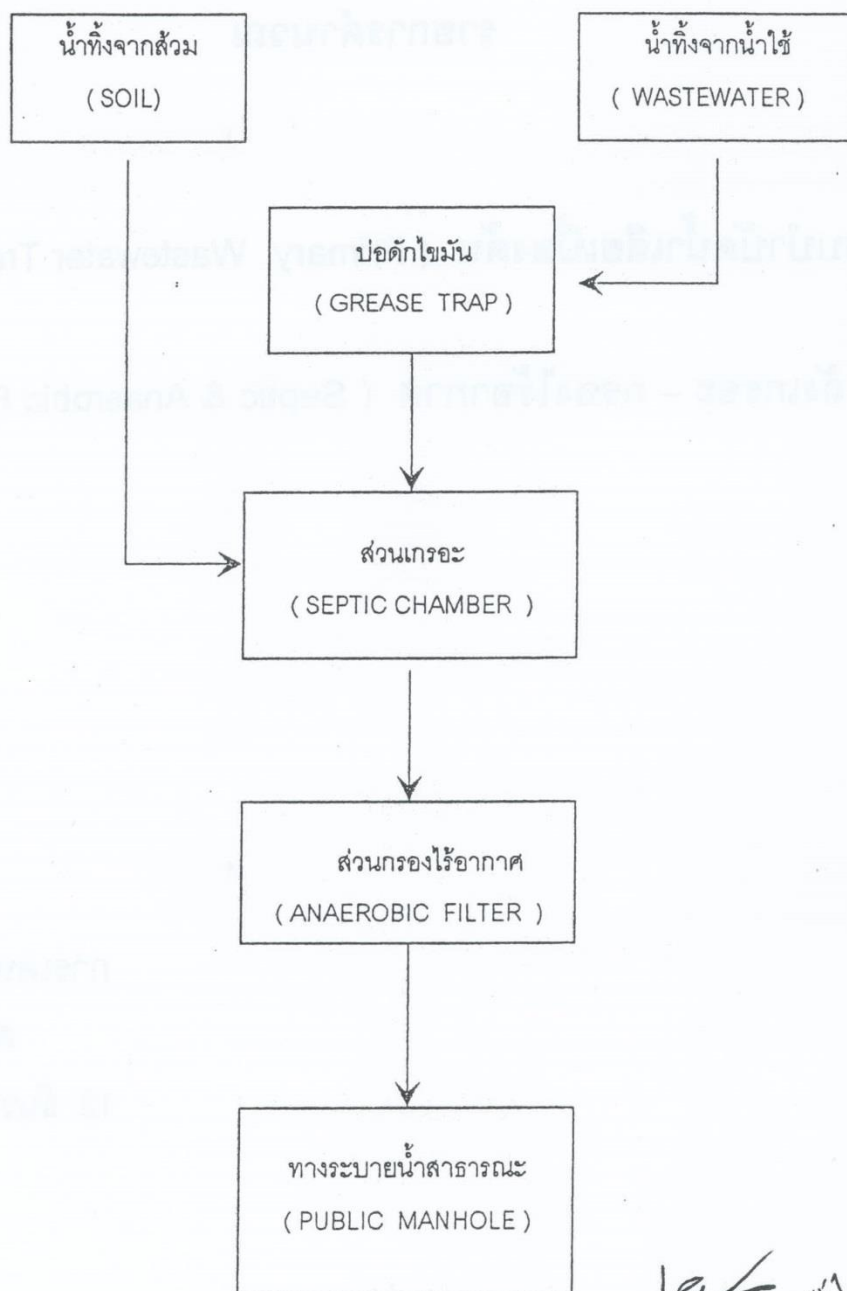 น้ำทิ้งจากส้วม
( SOIL)
น้ำทิ้งจากน้ำใช้
( WASTEWATER )
บ่อดักไขมัน
( GREASE TRAP )
ส่วนเกรอะ
( SEPTIC CHAMBER )
ส่วนกรองไร้อากาศ
( ANAEROBIC FILTER )
ทางระบายน้ำสาธารณะ
( PUBLIC MANHOLE )